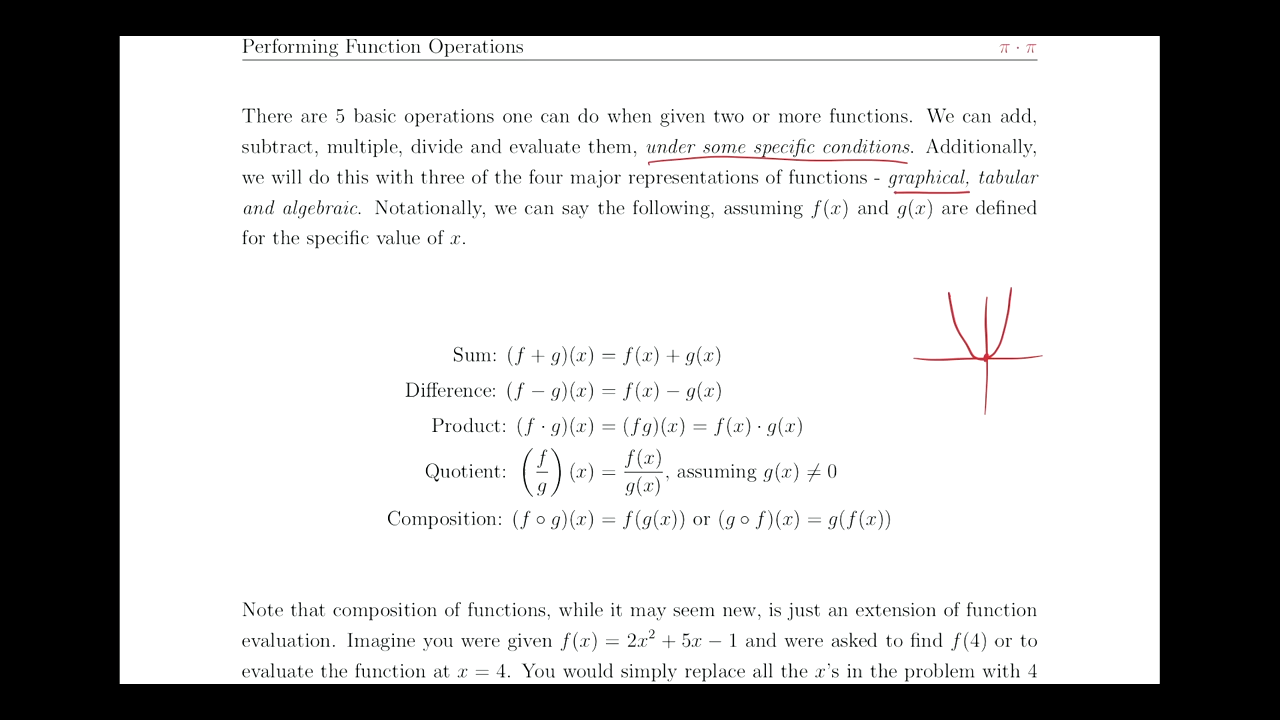 Performing Function Operations π · π
There are 5 basic operations one can do when given two or more functions. We can add,
subtract, multiple, divide and evaluate them, under some specific conditions. Additionally,
we will do this with three of the four major representations of functions - graphical, tabular
and algebraic. Notationally, we can say the following, assuming f(x) and g(x) are defined
for the specific value of x.
Sum: (f + g)(x) = f(x) + g(x)
Difference: (f − g)(x) = f(x) − g(x)
Product: (f · g)(x) = (fg)(x) = f(x) · g(x)
Quotient: (f/g)(x) = f(x)/g(x), assuming g(x) ≠ 0
Composition: (f ∘ g)(x) = f(g(x)) or (g ∘ f)(x) = g(f(x))
Note that composition of functions, while it may seem new, is just an extension of function
evaluation. Imagine you were given f(x) = 2x² + 5x − 1 and were asked to find f(4) or to
evaluate the function at x = 4. You would simply replace all the x's in the problem with 4